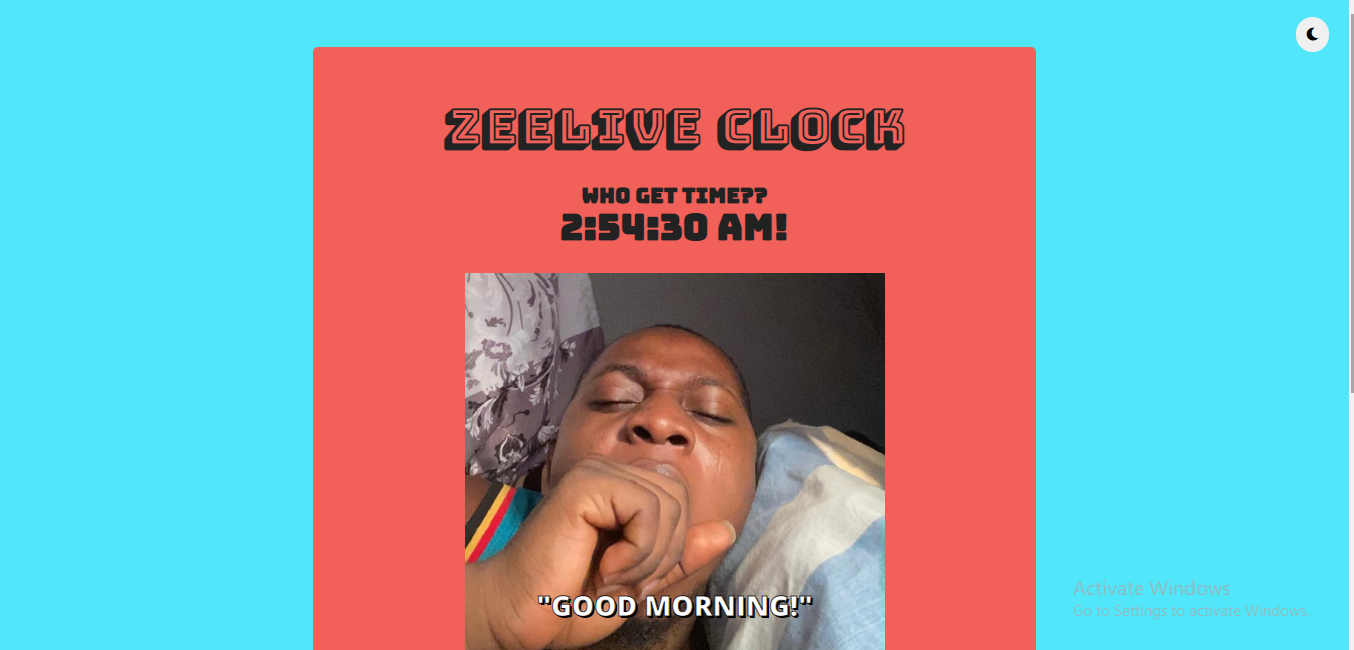 ZEELIVE CLOCK
WHO GET TIME??
2:54:30 AM!
"GOOD MORNING!"
Activate Windows
Go to Settings to activate Windows.